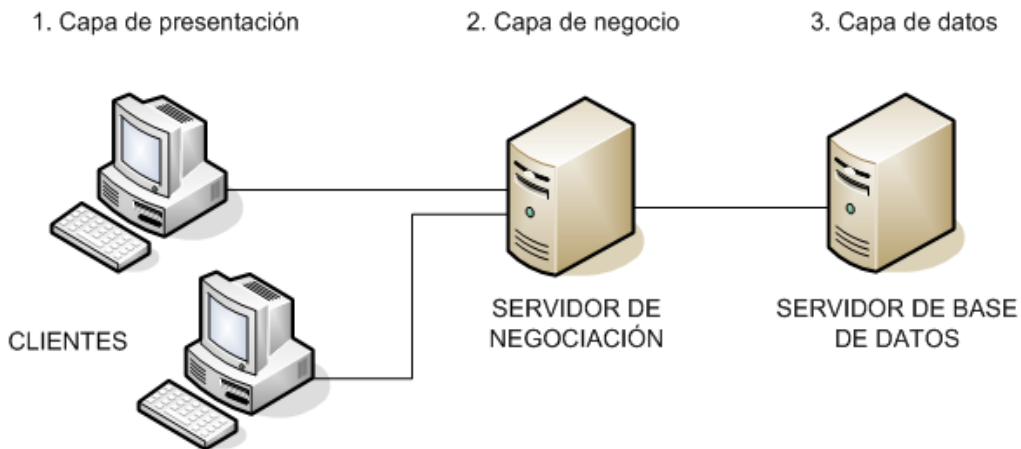 1. Capa de presentación
2. Capa de negocio
3. Capa de datos
CLIENTES
SERVIDOR DE
NEGOCIACIÓN
SERVIDOR DE BASE
DE DATOS